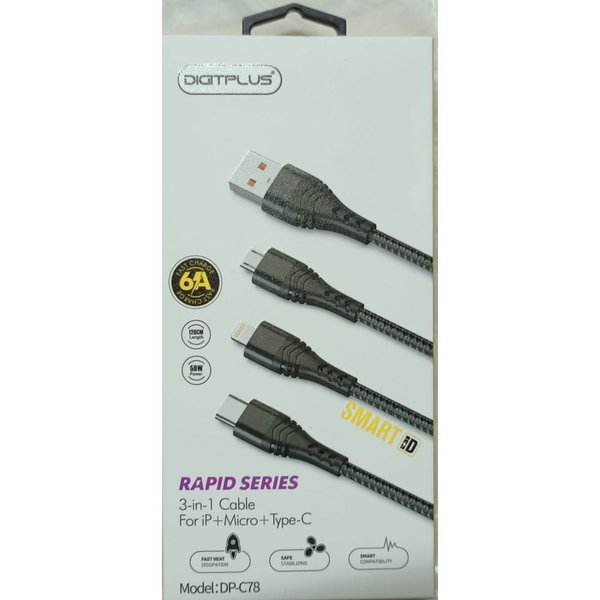 DIGITPLUS®
FAST CHARGE
6A
FAST CHARGE
120CM
Length
50W
Power
SMART iD
RAPID SERIES
3-in-1 Cable
For iP+Micro+Type-C
FAST HEAT
DISSIPATION
SAFE
STABILIZING
SMART
COMPATIBILITY
Model:DP-C78